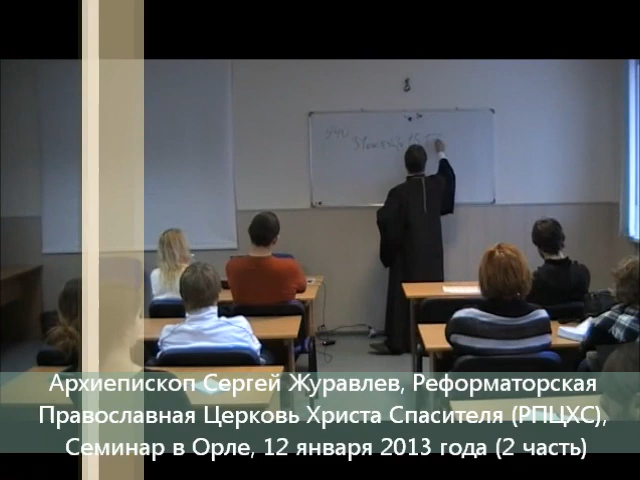 Архиепископ Сергей Журавлев, Реформаторская
Православная Церковь Христа Спасителя (РПЦХС),
Семинар в Орле, 12 января 2013 года (2 часть)